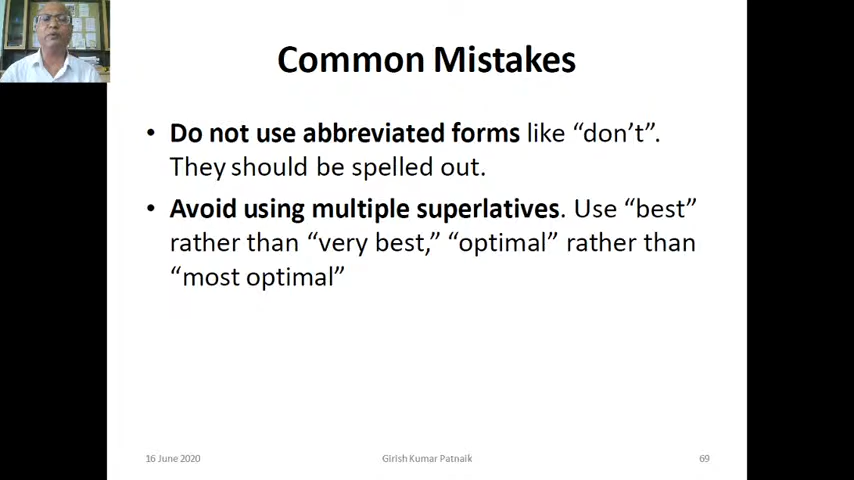 Common Mistakes
• Do not use abbreviated forms like “don’t”.
They should be spelled out.
• Avoid using multiple superlatives. Use “best”
rather than “very best,” “optimal” rather than
“most optimal”
16 June 2020
Girish Kumar Patnaik
69